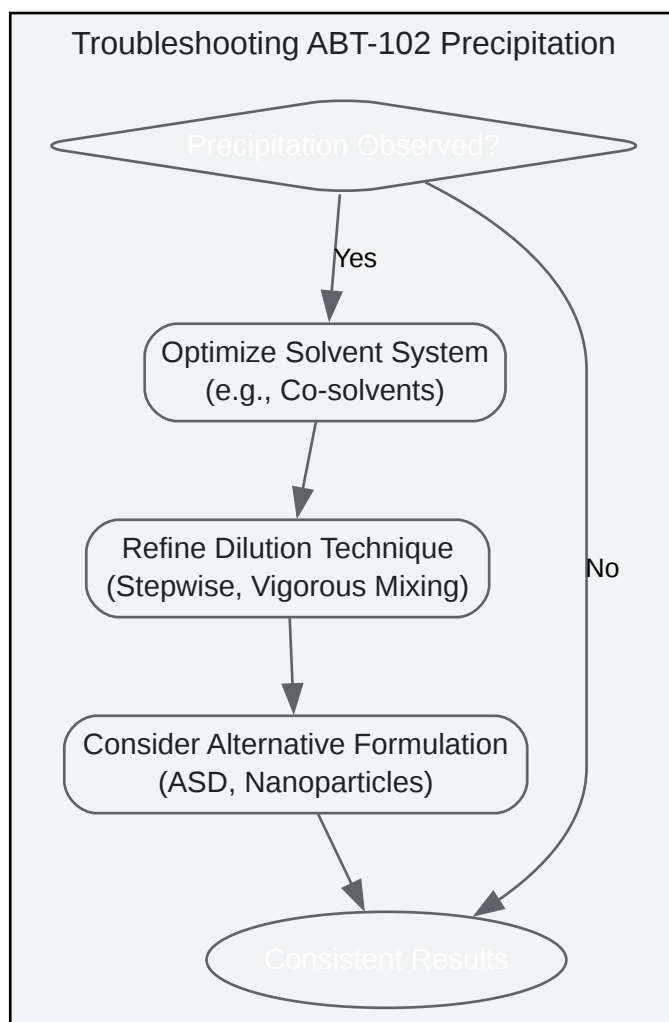 Troubleshooting ABT-102 Precipitation
Precipitation Observed?
Yes
Optimize Solvent System
(e.g., Co-solvents)
Refine Dilution Technique
(Stepwise, Vigorous Mixing)
No
Consider Alternative Formulation
(ASD, Nanoparticles)
Consistent Results